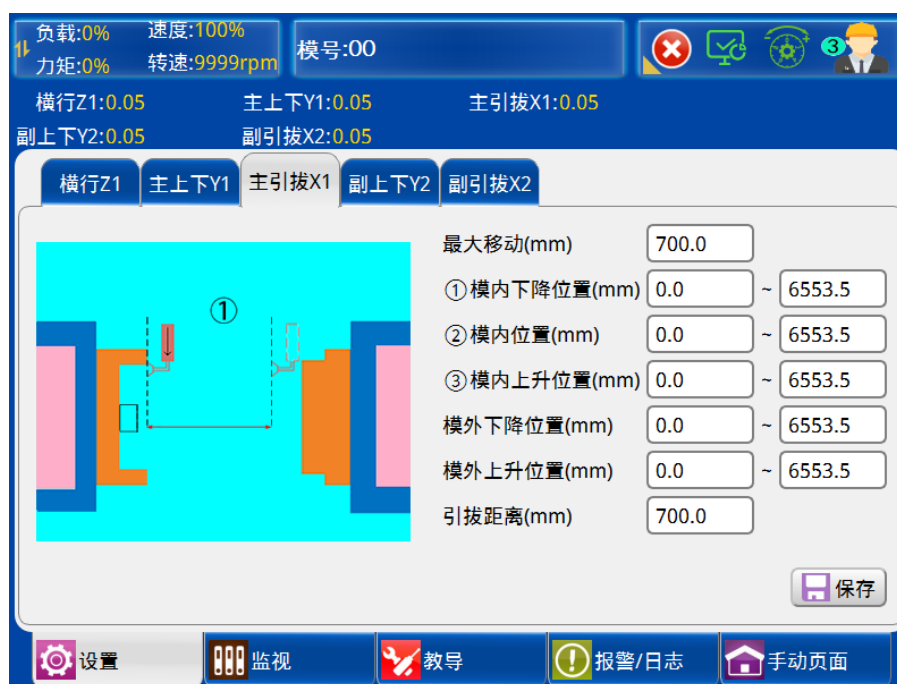 负载:0% 速度:100%
力矩:0% 转速:9999rpm
模号:00
3
横行Z1:0.05 主上下Y1:0.05 主引拔X1:0.05
副上下Y2:0.05 副引拔X2:0.05
横行Z1 主上下Y1 主引拔X1 副上下Y2 副引拔X2
①
最大移动(mm) 700.0
①模内下降位置(mm) 0.0 ~ 6553.5
②模内位置(mm) 0.0 ~ 6553.5
③模内上升位置(mm) 0.0 ~ 6553.5
模外下降位置(mm) 0.0 ~ 6553.5
模外上升位置(mm) 0.0 ~ 6553.5
引拔距离(mm) 700.0
保存
设置 监视 教导 报警/日志 手动页面